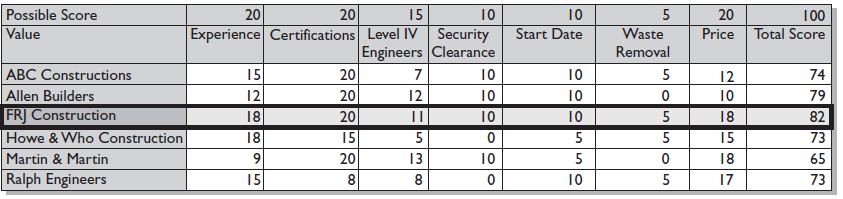 Possible Score 20 20 15 10 10 5 20 100
Value Experience Certifications Level IV Security Start Date Waste Price Total Score
Engineers Clearance Removal
ABC Constructions 15 20 7 10 10 5 12 74
Allen Builders 12 20 12 10 10 0 10 79
FRJ Construction 18 20 11 10 10 5 18 82
Howe & Who Construction 18 15 5 0 5 5 15 73
Martin & Martin 9 20 13 10 5 0 18 65
Ralph Engineers 15 8 8 0 10 5 17 73